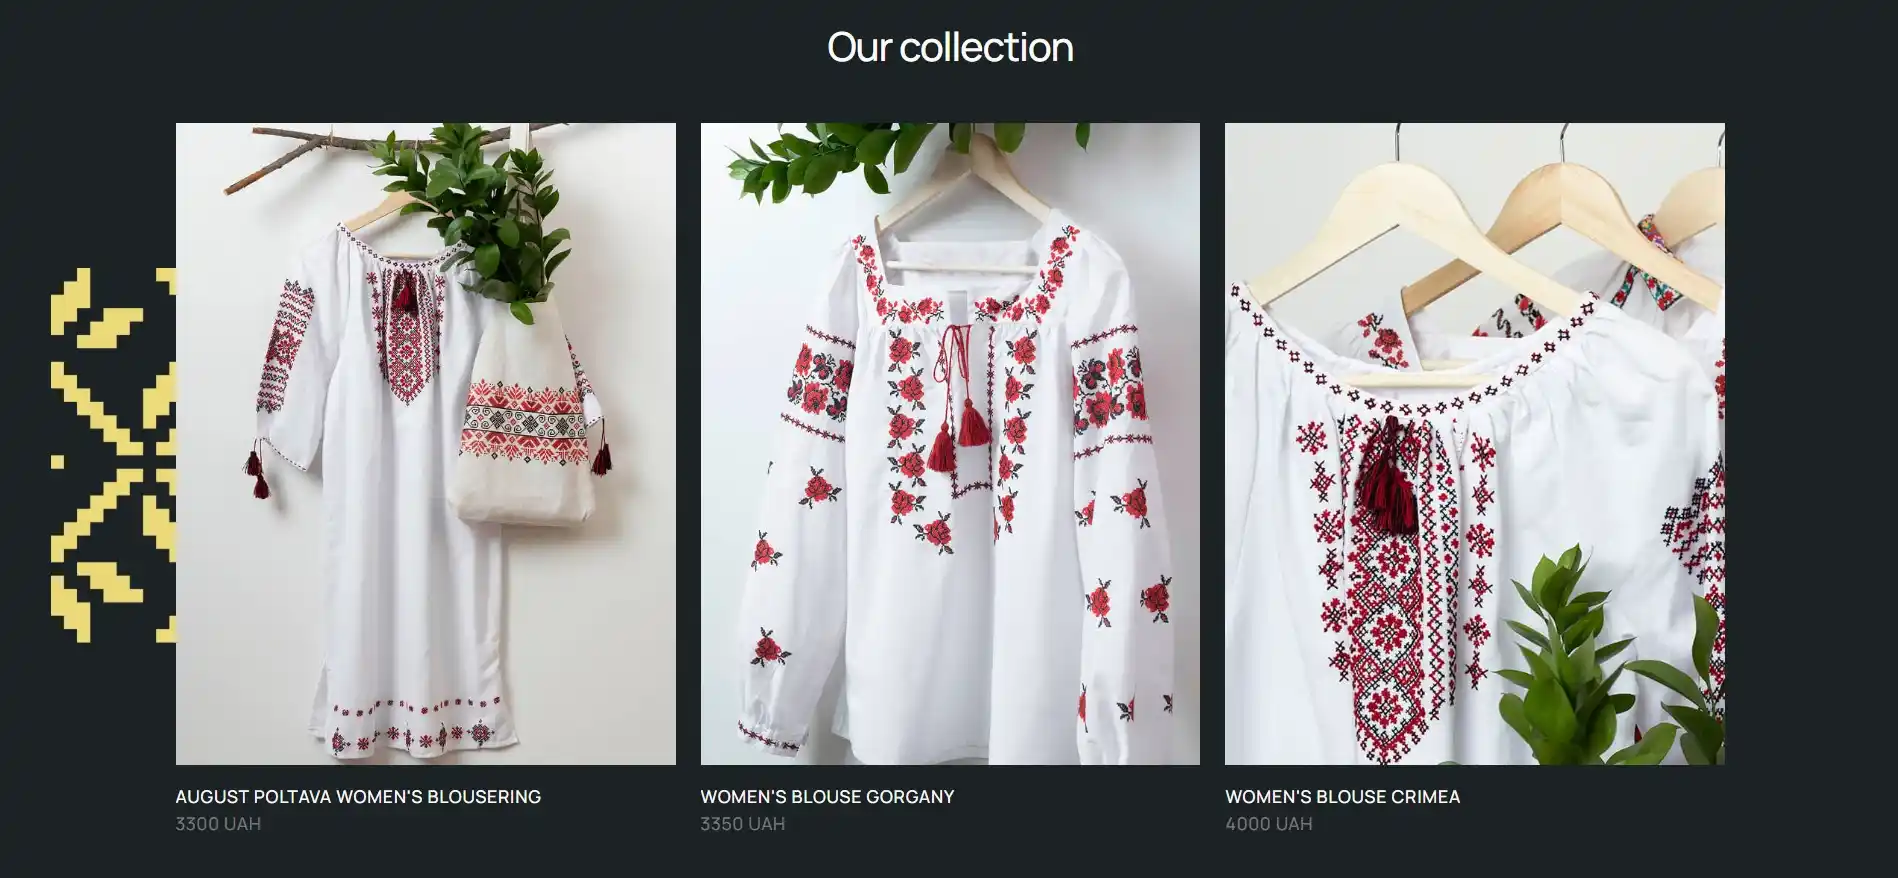 Our collection
AUGUST POLTAVA WOMEN'S BLOUSERING
3300 UAH
WOMEN'S BLOUSE GORGANY
3350 UAH
WOMEN'S BLOUSE CRIMEA
4000 UAH